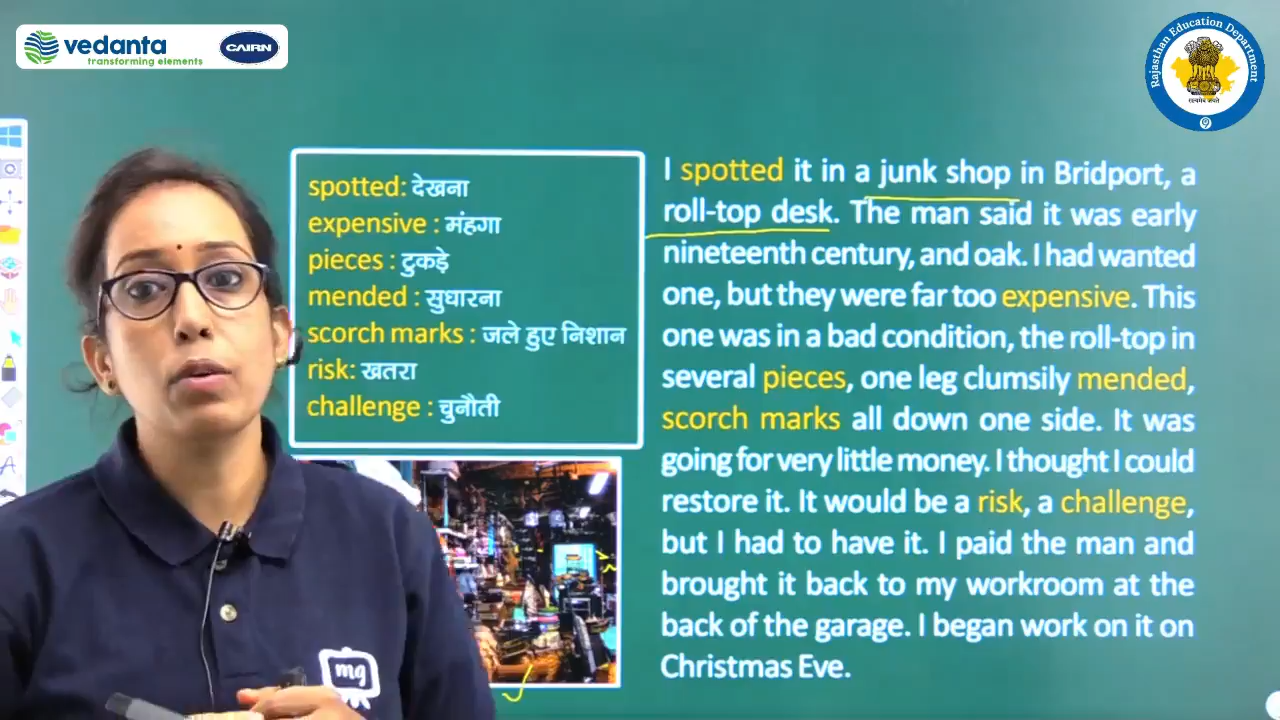 vedanta
transforming elements
CAIRN
Rajasthan Education Department
सत्यमेव जयते
spotted: देखना
expensive : मंहगा
pieces : टुकड़े
mended : सुधारना
scorch marks : जले हुए निशान
risk: खतरा
challenge : चुनौती
I spotted it in a junk shop in Bridport, a
roll-top desk. The man said it was early
nineteenth century, and oak. I had wanted
one, but they were far too expensive. This
one was in a bad condition, the roll-top in
several pieces, one leg clumsily mended,
scorch marks all down one side. It was
going for very little money. I thought I could
restore it. It would be a risk, a challenge,
but I had to have it. I paid the man and
brought it back to my workroom at the
back of the garage. I began work on it on
Christmas Eve.
mg